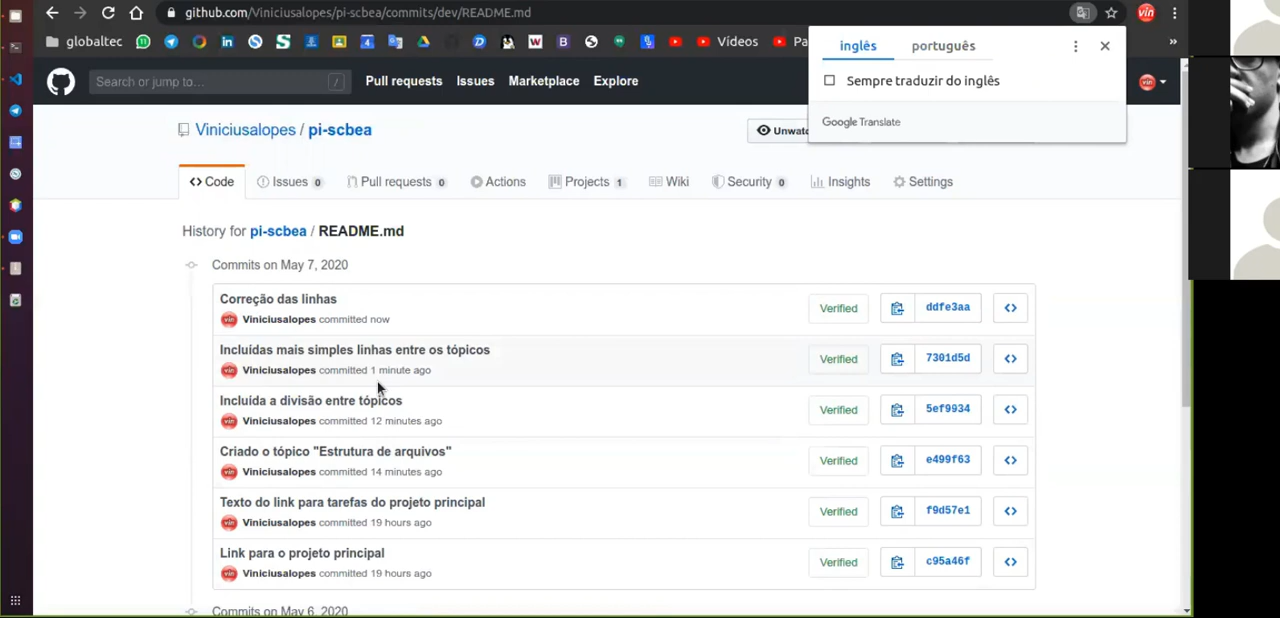 github.com/Viniciusalopes/pi-scbea/commits/dev/README.md
vin
globaltec
Vídeos
Pa
»
inglês português
Sempre traduzir do inglês
Google Translate
Search or jump to... /
Pull requests Issues Marketplace Explore
Viniciusalopes / pi-scbea
Unwatc
Code Issues 0 Pull requests 0 Actions Projects 1 Wiki Security 0 Insights Settings
History for pi-scbea / README.md
Commits on May 7, 2020
Correção das linhas
Viniciusalopes committed now
Verified ddfe3aa
Incluídas mais simples linhas entre os tópicos
Viniciusalopes committed 1 minute ago
Verified 7301d5d
Incluida a divisão entre tópicos
Viniciusalopes committed 12 minutes ago
Verified 5ef9934
Criado o tópico "Estrutura de arquivos"
Viniciusalopes committed 14 minutes ago
Verified e499f63
Texto do link para tarefas do projeto principal
Viniciusalopes committed 19 hours ago
Verified f9d57e1
Link para o projeto principal
Viniciusalopes committed 19 hours ago
Verified c95a46f
Commits on May 6, 2020